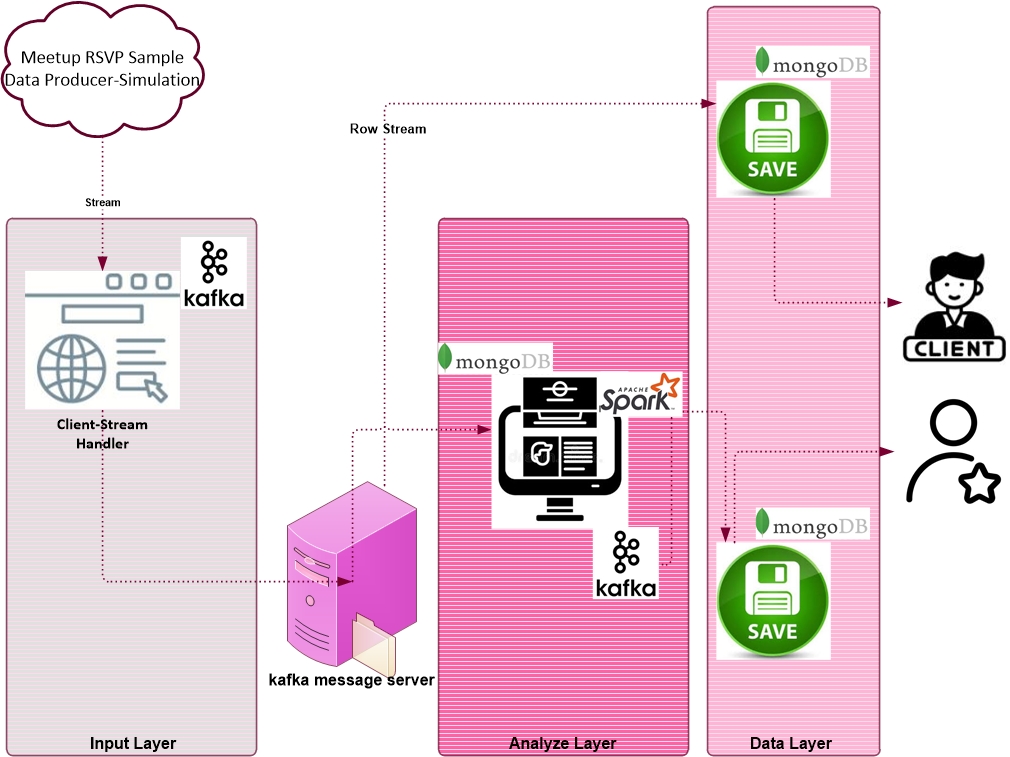 Meetup RSVP Sample
Data Producer-Simulation
Stream
kafka
Client-Stream
Handler
Input Layer
kafka message server
Row Stream
mongoDB
APACHE
Spark
kafka
Analyze Layer
mongoDB
SAVE
mongoDB
SAVE
Data Layer
CLIENT